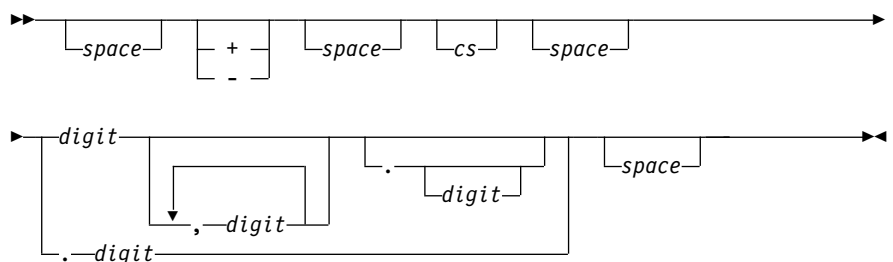 +
space space cs space
-
digit .
space
digit
, digit
. digit